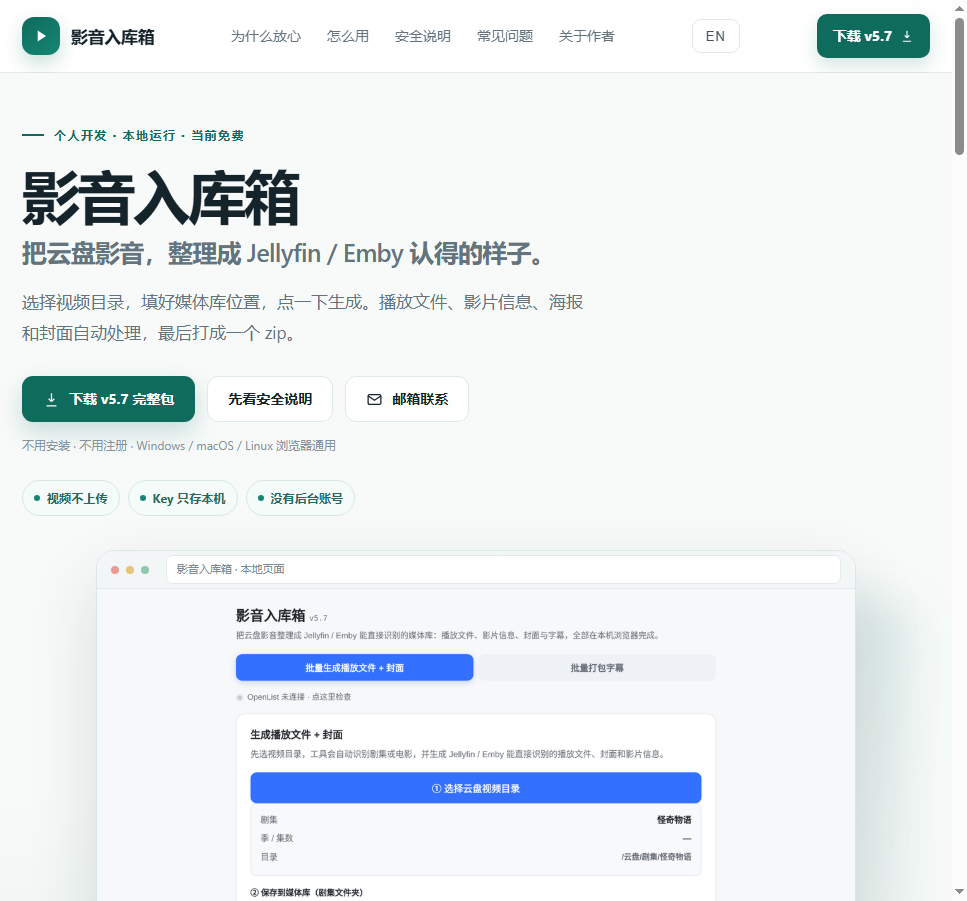 影音入库箱
为什么放心 怎么用 安全说明 常见问题 关于作者
EN
下载 v5.7
个人开发 · 本地运行 · 当前免费
影音入库箱
把云盘影音，整理成 Jellyfin / Emby 认得的样子。
选择视频目录，填好媒体库位置，点一下生成。播放文件、影片信息、海报
和封面自动处理，最后打成一个 zip。
下载 v5.7 完整包
先看安全说明
邮箱联系
不用安装 · 不用注册 · Windows / macOS / Linux 浏览器通用
视频不上传
Key 只存本机
没有后台账号
影音入库箱 · 本地页面
影音入库箱 v5.7
把云盘影音整理成 Jellyfin / Emby 能直接识别的媒体库：播放文件、影片信息、封面与字幕，全部在本机浏览器完成。
批量生成播放文件 + 封面
批量打包字幕
OpenList 未连接 · 点这里检查
生成播放文件 + 封面
先选视频目录，工具会自动识别剧集或电影，并生成 Jellyfin / Emby 能直接识别的播放文件、封面和影片信息。
① 选择云盘视频目录
剧集 怪奇物语
季 / 集数 —
目录 /云盘/剧集/怪奇物语
② 保存到媒体库（剧集文件夹）